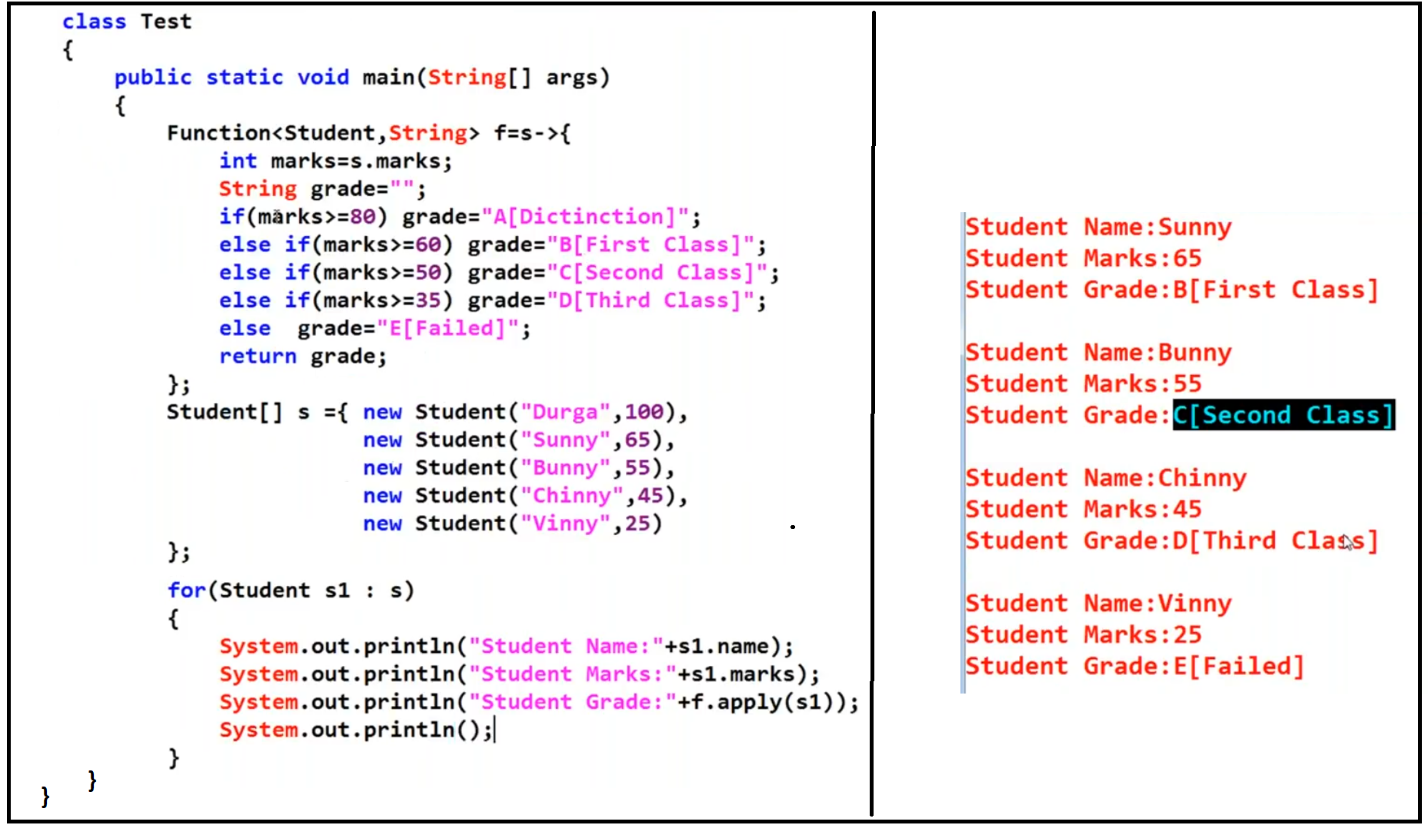 class Test
{
public static void main(String[] args)
{
Function<Student,String> f=s->{
int marks=s.marks;
String grade="";
if(marks>=80) grade="A[Dictinction]";
else if(marks>=60) grade="B[First Class]";
else if(marks>=50) grade="C[Second Class]";
else if(marks>=35) grade="D[Third Class]";
else  grade="E[Failed]";
return grade;
};
Student[] s ={ new Student("Durga",100),
new Student("Sunny",65),
new Student("Bunny",55),
new Student("Chinny",45),
new Student("Vinny",25)
};
for(Student s1 : s)
{
System.out.println("Student Name:"+s1.name);
System.out.println("Student Marks:"+s1.marks);
System.out.println("Student Grade:"+f.apply(s1));
System.out.println();
}
}
}
Student Name:Sunny
Student Marks:65
Student Grade:B[First Class]
Student Name:Bunny
Student Marks:55
Student Grade:C[Second Class]
Student Name:Chinny
Student Marks:45
Student Grade:D[Third Class]
Student Name:Vinny
Student Marks:25
Student Grade:E[Failed]